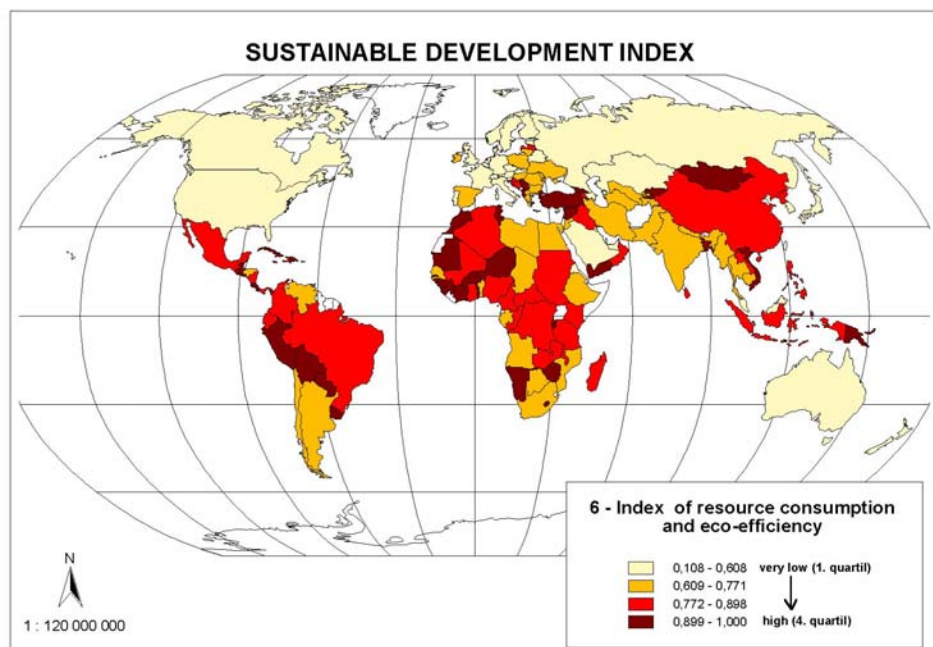 SUSTAINABLE DEVELOPMENT INDEX
6 - Index of resource consumption
and eco-efficiency
0,108 - 0,608 very low (1. quartil)
0,609 - 0,771
0,772 - 0,898
0,899 - 1,000 high (4. quartil)
N
1 : 120 000 000